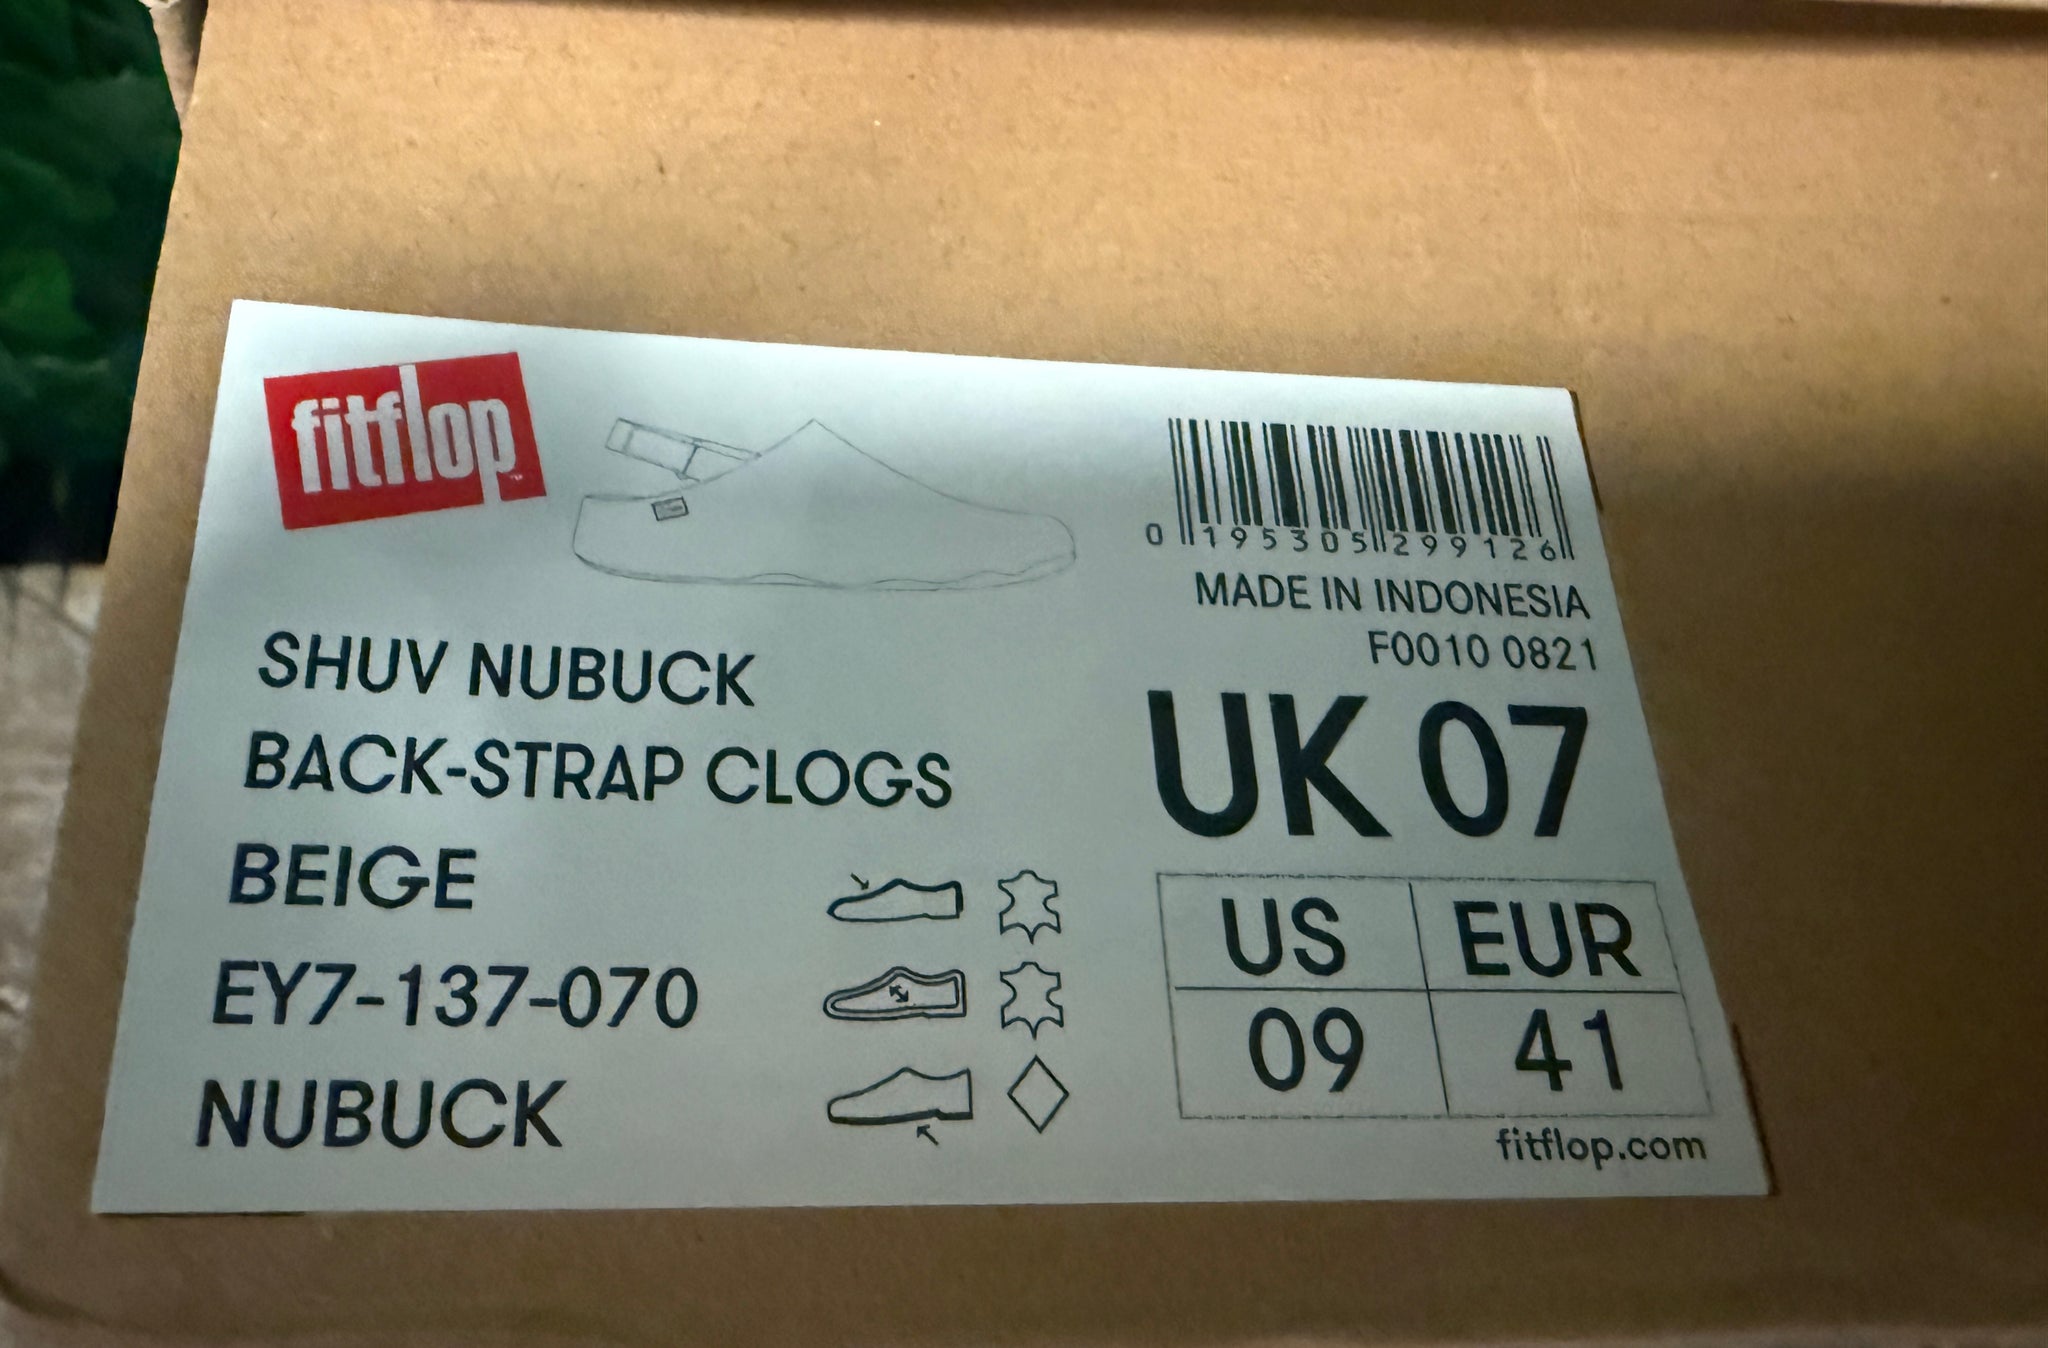 fitflop™
SHUV NUBUCK
BACK-STRAP CLOGS
BEIGE
EY7-137-070
NUBUCK
0 195305 299126
MADE IN INDONESIA
F0010 0821
UK 07
US EUR
09 41
fitflop.com